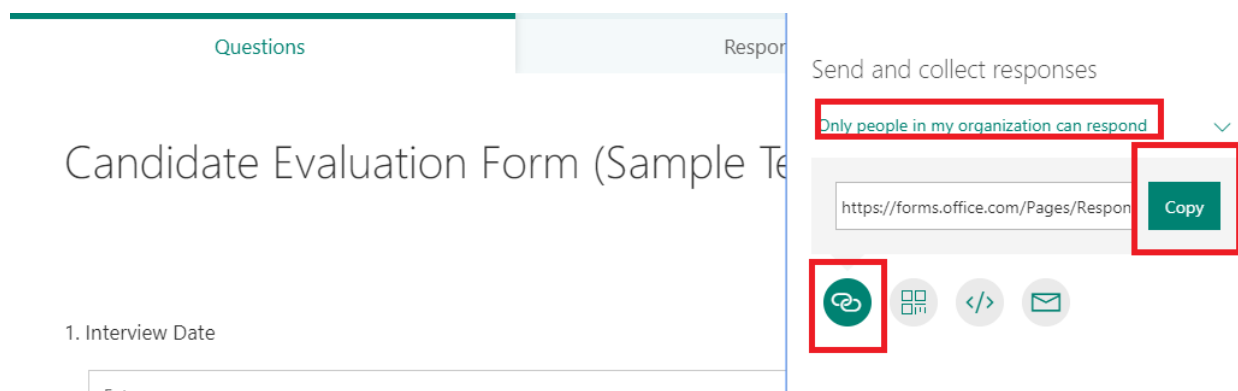 Questions
Respon
Send and collect responses
Only people in my organization can respond
Candidate Evaluation Form (Sample Te
https://forms.office.com/Pages/Respon
Copy
</>
1. Interview Date